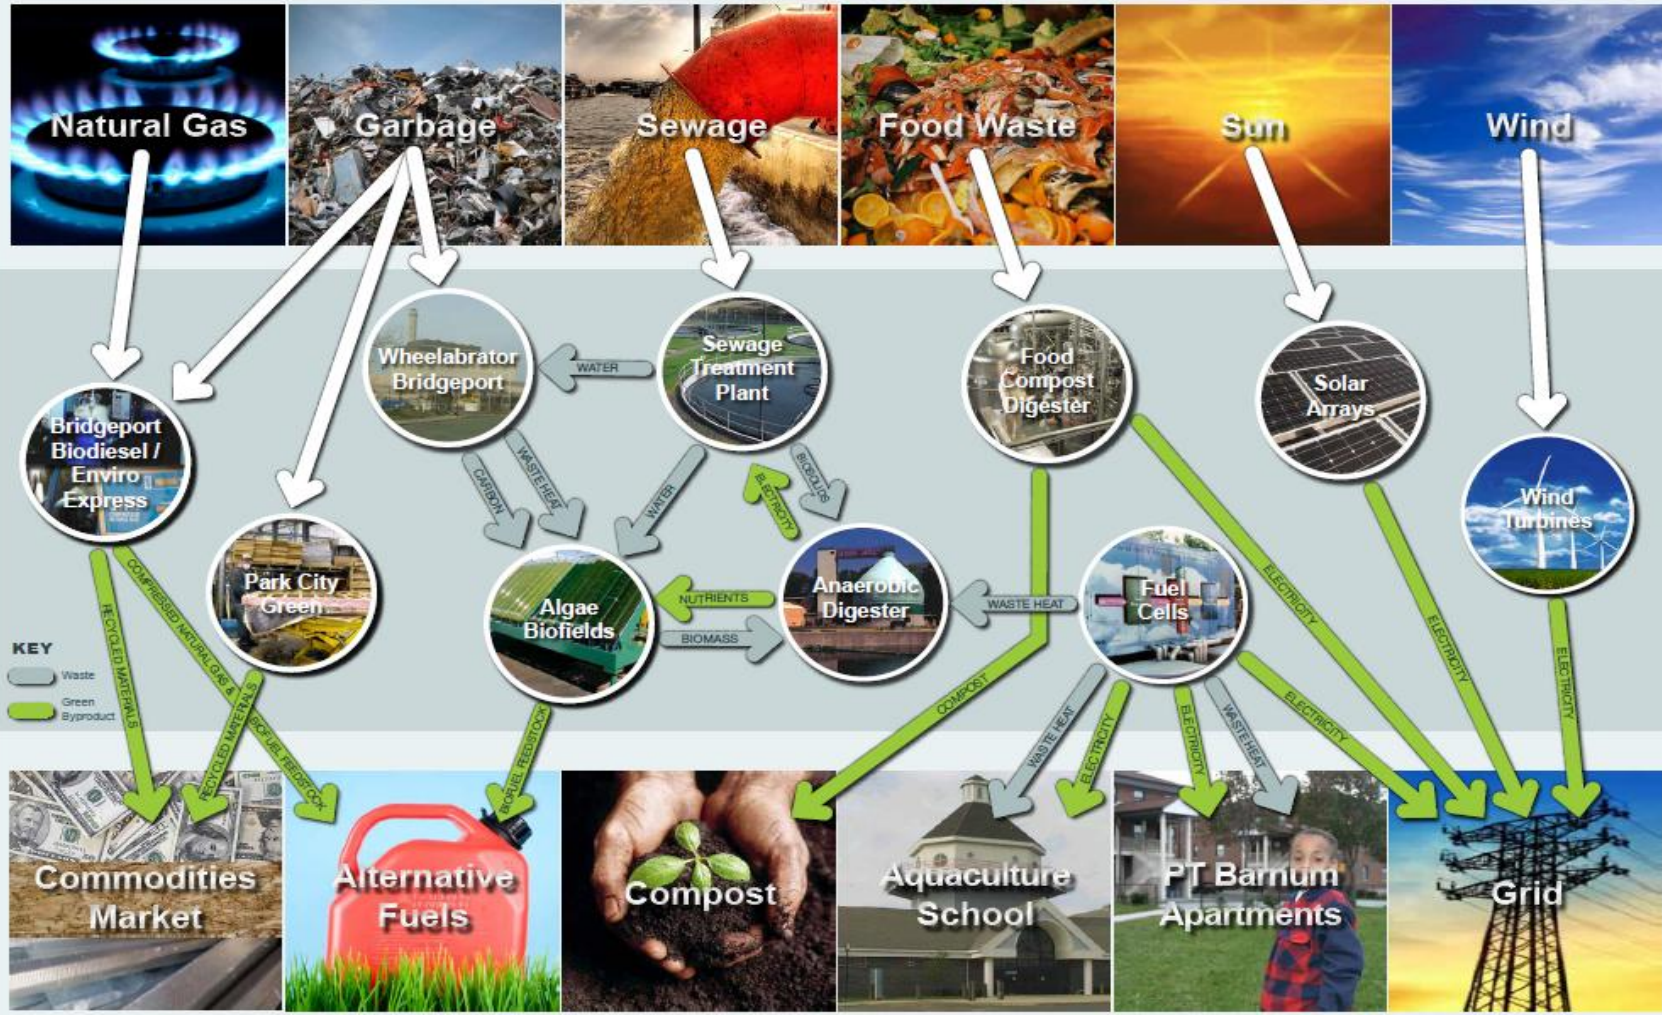 Natural Gas
Garbage
Sewage
Food Waste
Sun
Wind
Wheelabrator
Bridgeport
WATER
Sewage
Treatment
Plant
Food
Compost
Digester
Solar
Arrays
Bridgeport
Biodiesel /
Enviro
Express
CARBON
WASTE HEAT
WATER
ELECTRICITY
BIOSOLIDS
Wind
Turbines
Park City
Green
Algae
Biofields
NUTRIENTS
BIOMASS
Anaerobic
Digester
WASTE HEAT
Fuel
Cells
ELECTRICITY
ELECTRICITY
ELECTRICITY
KEY
Waste
Green
Byproduct
RECYCLED MATERIALS
COMPRESSED NATURAL GAS & BIOFUEL FEEDSTOCK
RECYCLED MATERIALS
BIOFUEL FEEDSTOCK
COMPOST
WASTE HEAT
ELECTRICITY
ELECTRICITY
WASTE HEAT
ELECTRICITY
Commodities
Market
Alternative
Fuels
Compost
Aquaculture
School
PT Barnum
Apartments
Grid